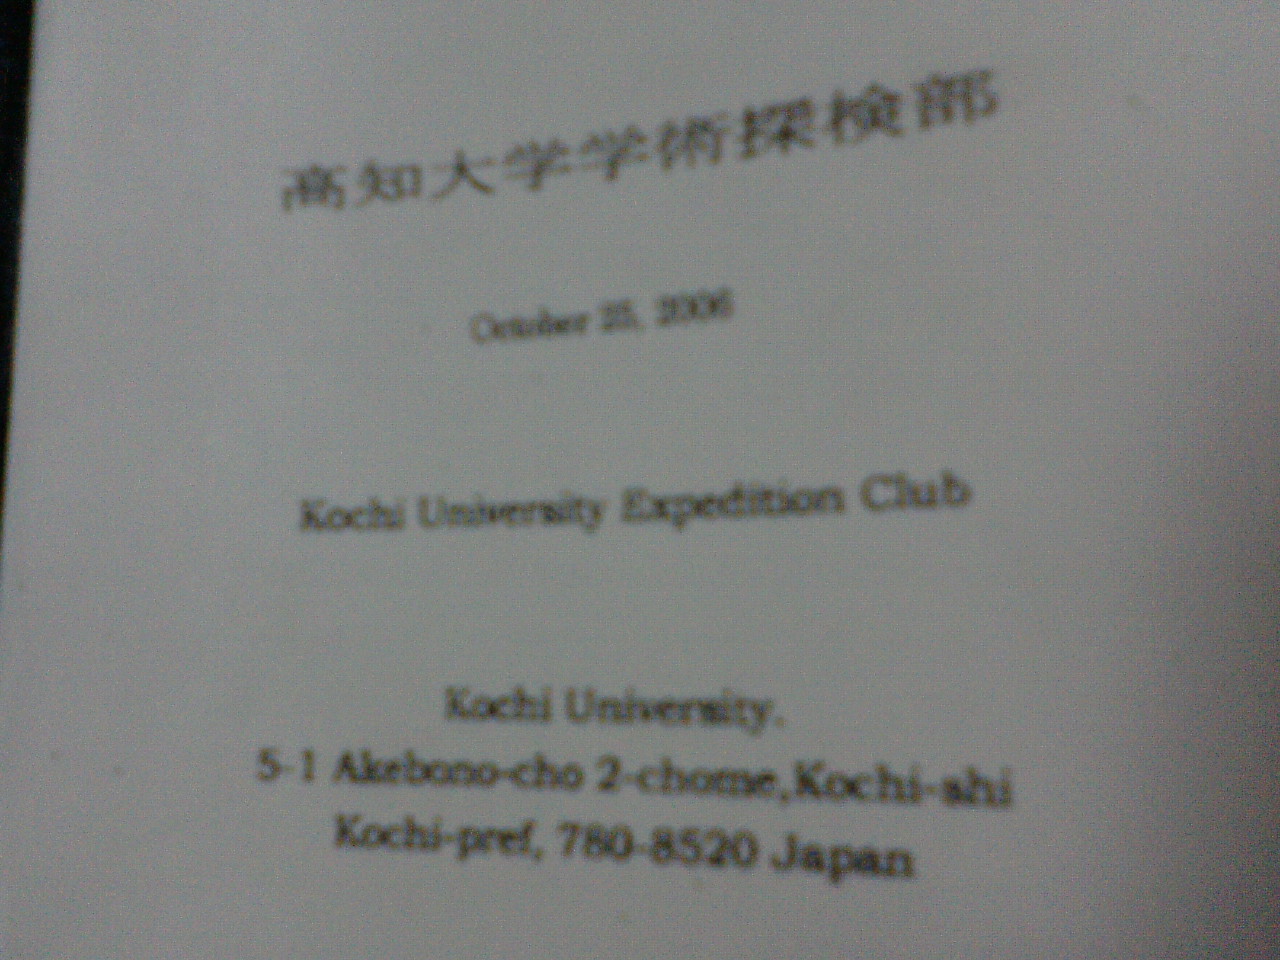 高知大学学術探検部
October 25, 2006
Kochi University Expedition Club
Kochi University.
5-1 Akebono-cho 2-chome,Kochi-shi
Kochi-pref, 780-8520 Japan